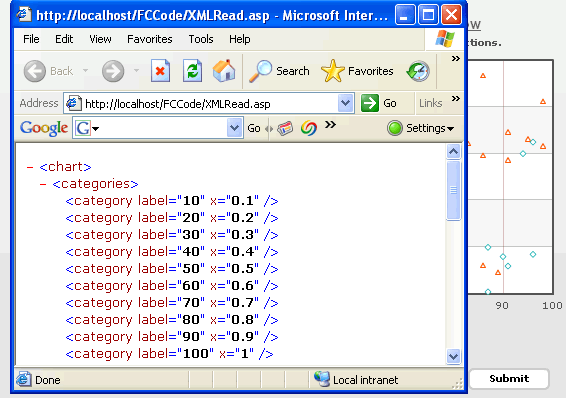 http://localhost/FCCode/XMLRead.asp - Microsoft Inter
File Edit View Favorites Tools »
Back Search Favorites »
Address http://localhost/FCCode/XMLRead.asp Go Links »
Google G Go » Settings
- <chart>
- <categories>
<category label="10" x="0.1" />
<category label="20" x="0.2" />
<category label="30" x="0.3" />
<category label="40" x="0.4" />
<category label="50" x="0.5" />
<category label="60" x="0.6" />
<category label="70" x="0.7" />
<category label="80" x="0.8" />
<category label="90" x="0.9" />
<category label="100" x="1" />
Done Local intranet
ow
ctions.
90 100
Submit